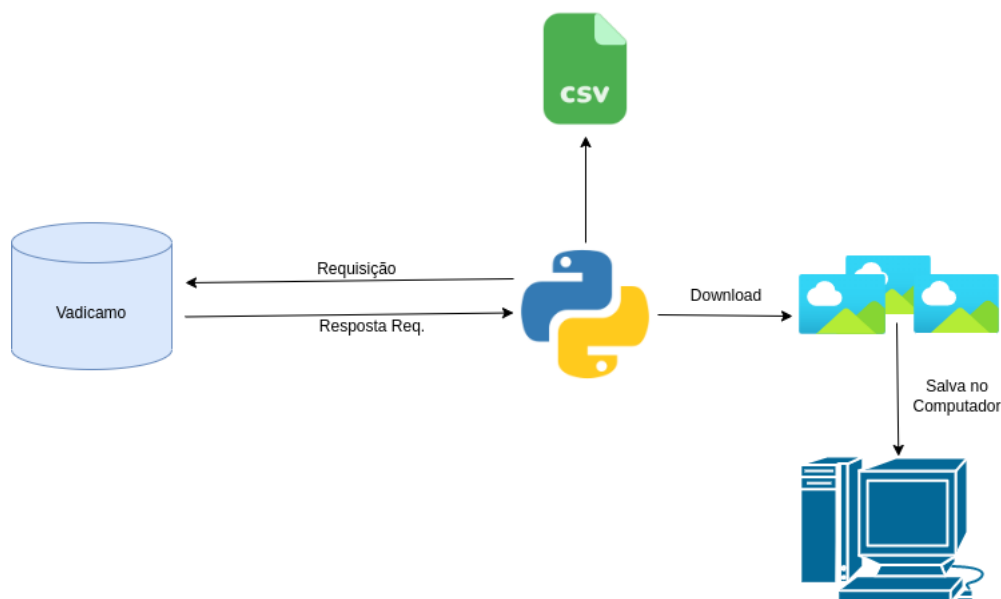 CSV
Requisição
Vadicamo
Resposta Req.
Download
Salva no
Computador